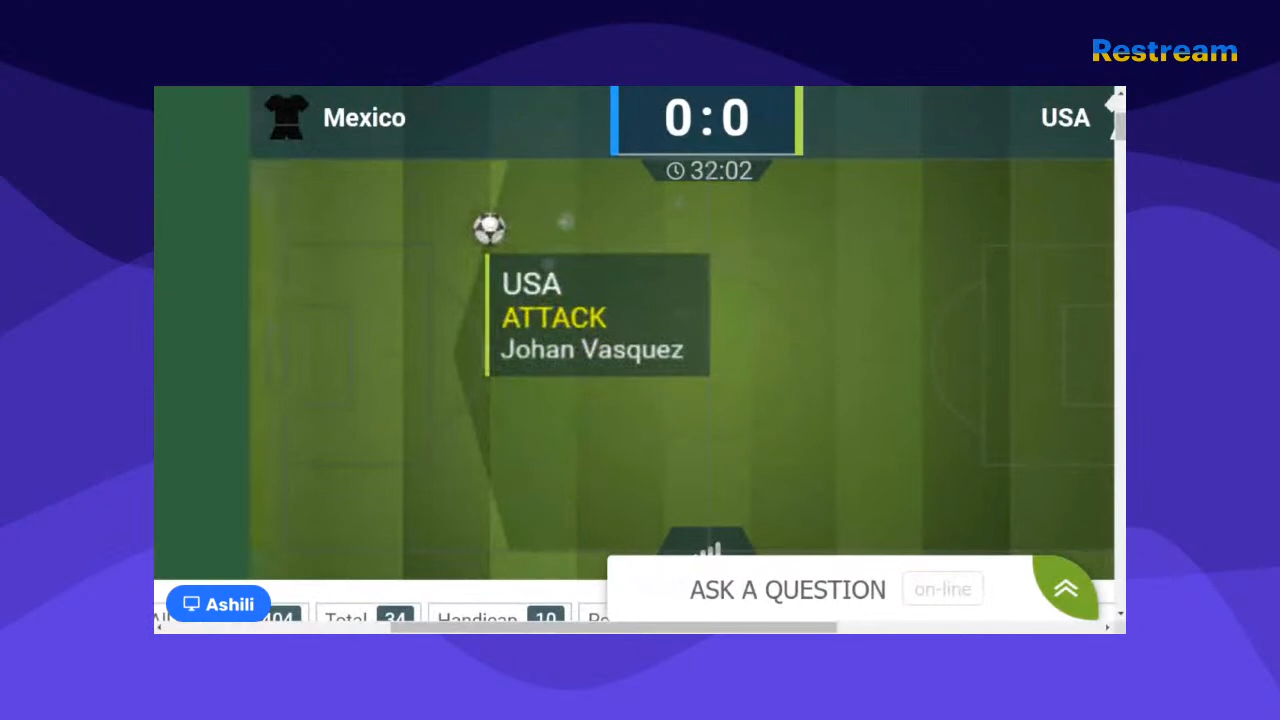 Restream
Mexico
0:0
USA
32:02
USA
ATTACK
Johan Vasquez
ASK A QUESTION
on-line
Ashili
Total 34
Handicap 10